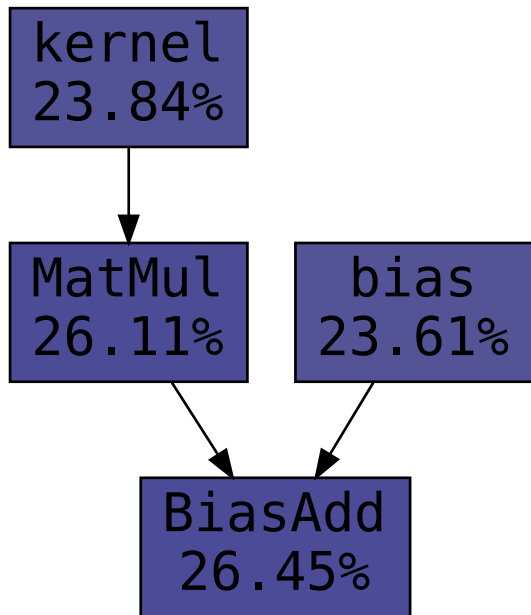 kernel
23.84%
MatMul
26.11%
bias
23.61%
BiasAdd
26.45%